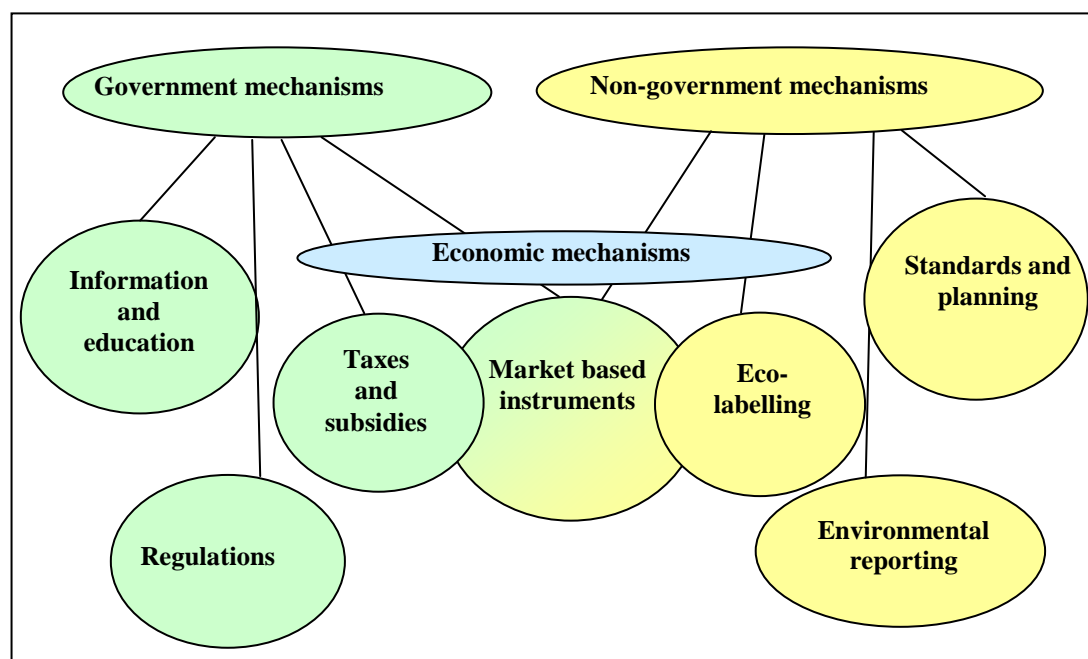 Government mechanisms
Non-government mechanisms
Economic mechanisms
Information
and
education
Standards and
planning
Taxes
and
subsidies
Market based
instruments
Eco-
labelling
Regulations
Environmental
reporting